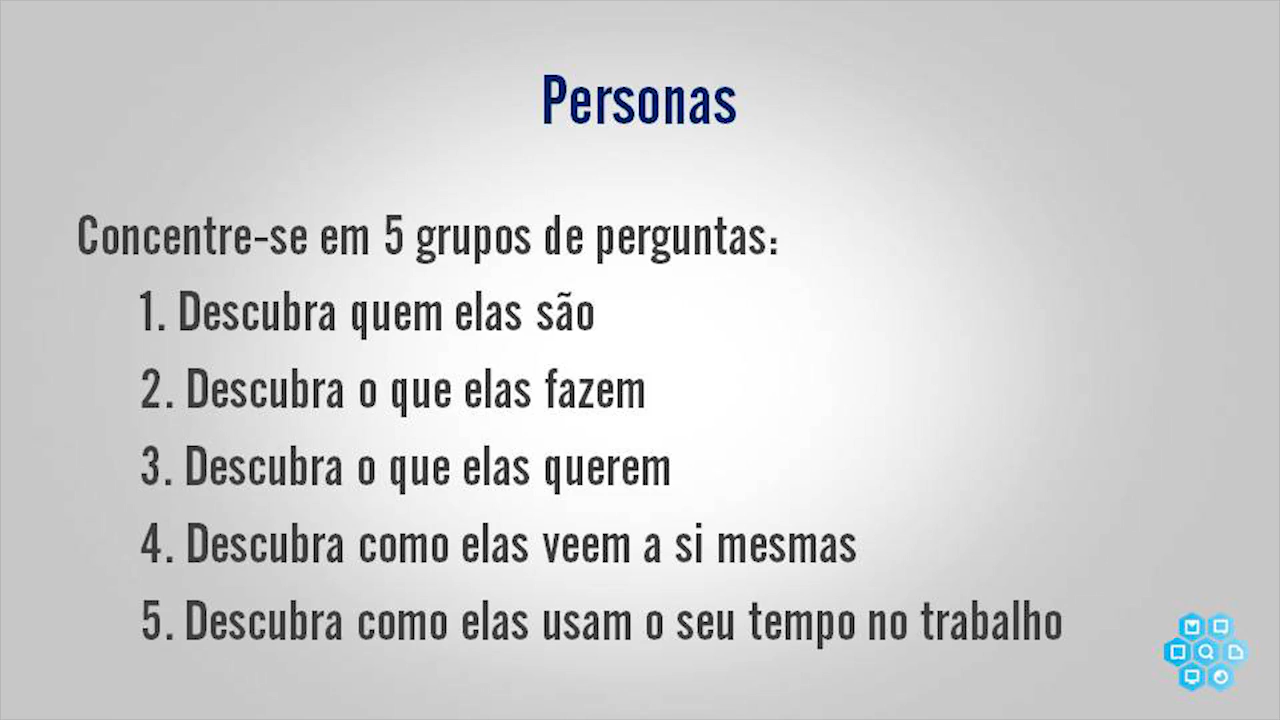 Personas
Concentre-se em 5 grupos de perguntas:
1. Descubra quem elas são
2. Descubra o que elas fazem
3. Descubra o que elas querem
4. Descubra como elas veem a si mesmas
5. Descubra como elas usam o seu tempo no trabalho